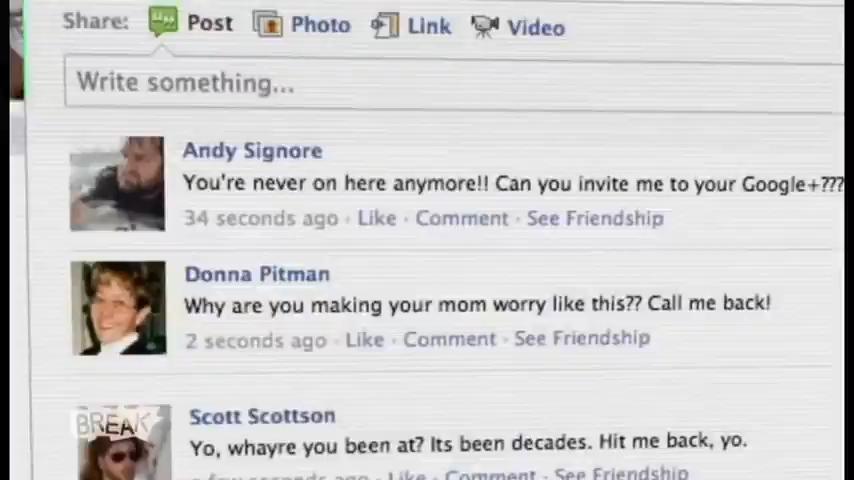 Share: Post Photo Link Video
Write something...
Andy Signore
You're never on here anymore!! Can you invite me to your Google+???
34 seconds ago · Like · Comment · See Friendship
Donna Pitman
Why are you making your mom worry like this?? Call me back!
2 seconds ago · Like · Comment · See Friendship
BREAK
Scott Scottson
Yo, whayre you been at? Its been decades. Hit me back, yo.
a few seconds ago · Like · Comment · See Friendship